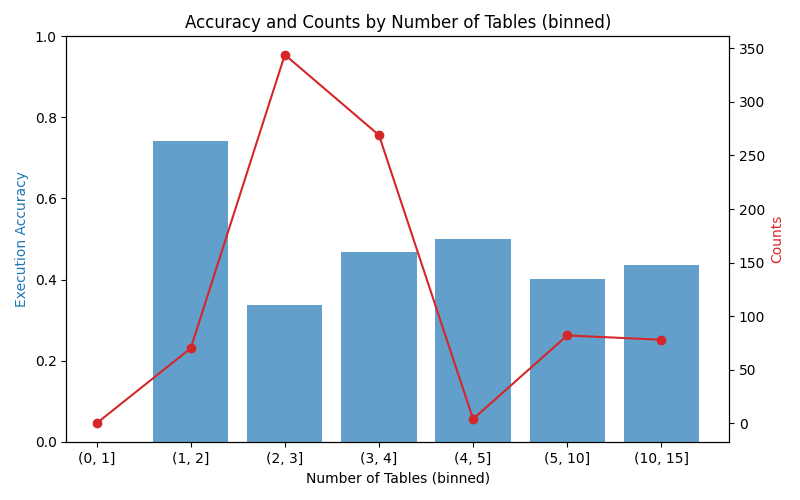 Accuracy and Counts by Number of Tables (binned)
Execution Accuracy
1.0
0.8
0.6
0.4
0.2
0.0
350
300
250
200
150
100
50
0
Counts
(0, 1] (1, 2] (2, 3] (3, 4] (4, 5] (5, 10] (10, 15]
Number of Tables (binned)